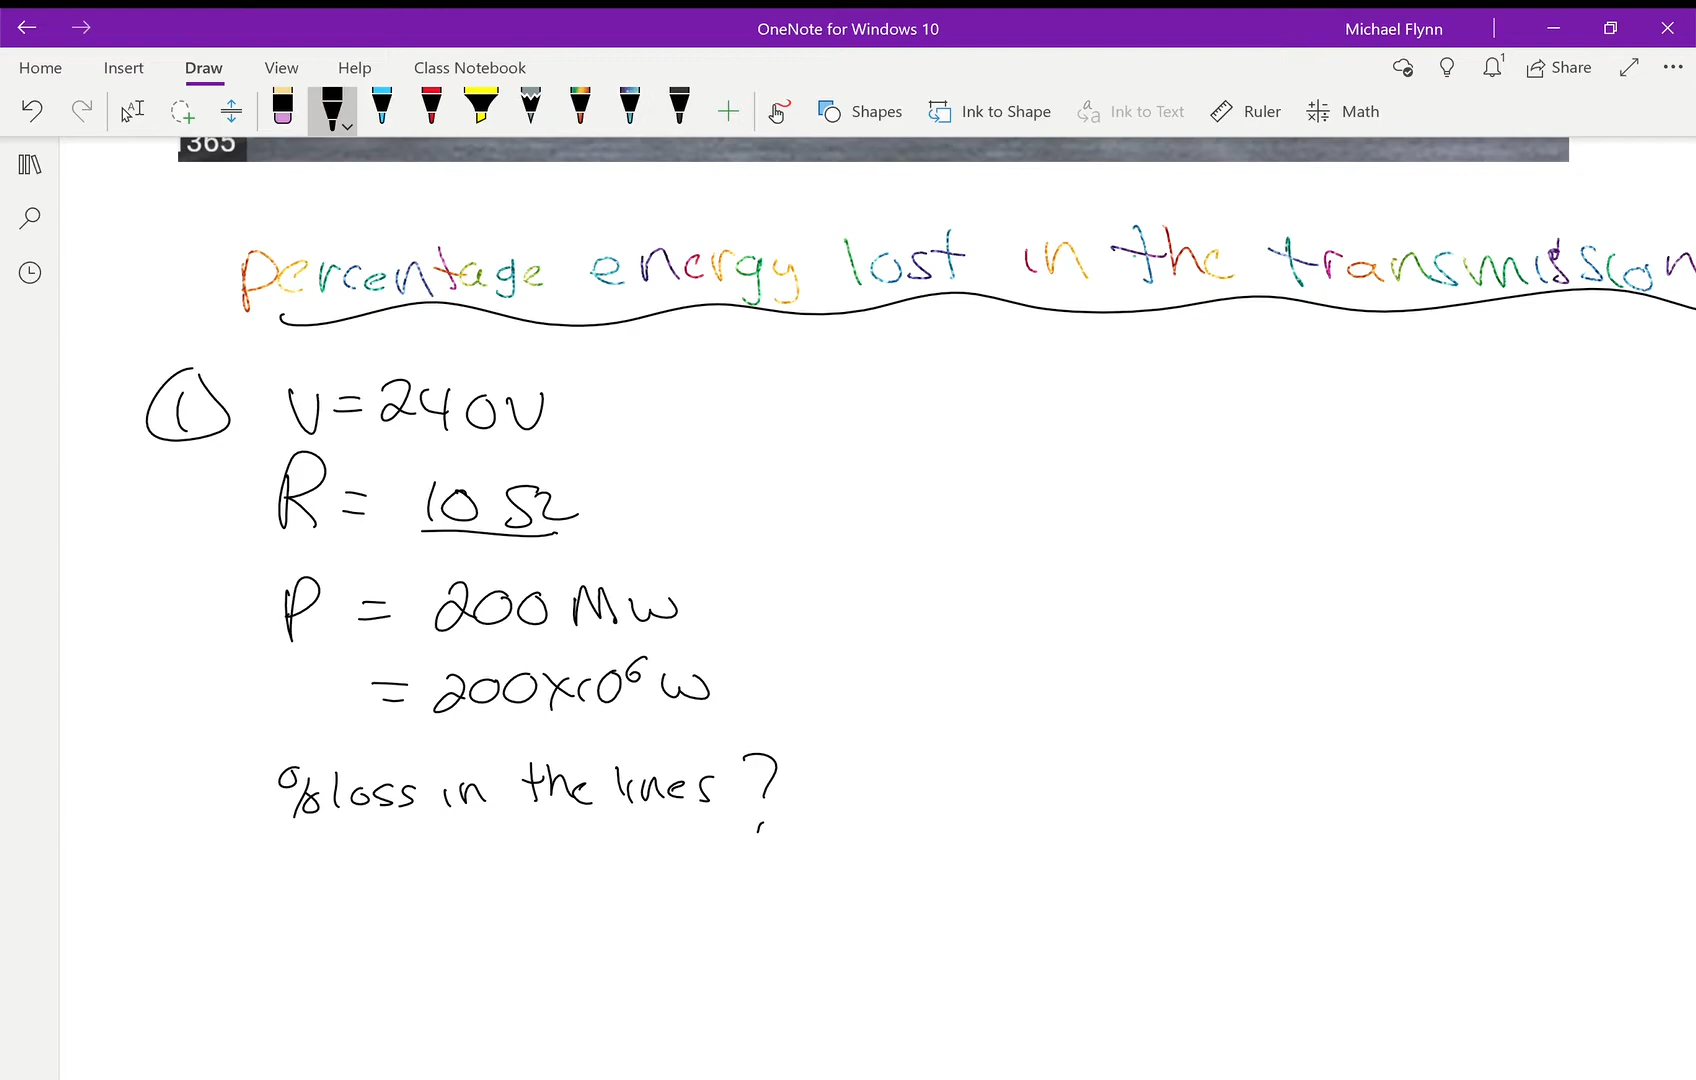 OneNote for Windows 10
Michael Flynn
Home Insert Draw View Help Class Notebook
1
Share
Shapes Ink to Shape Ink to Text Ruler Math
365
percentage energy lost in the transmission
① V = 240V
R = 10 Ω
P = 200 MW
= 200×10⁶ W
% loss in the lines ?